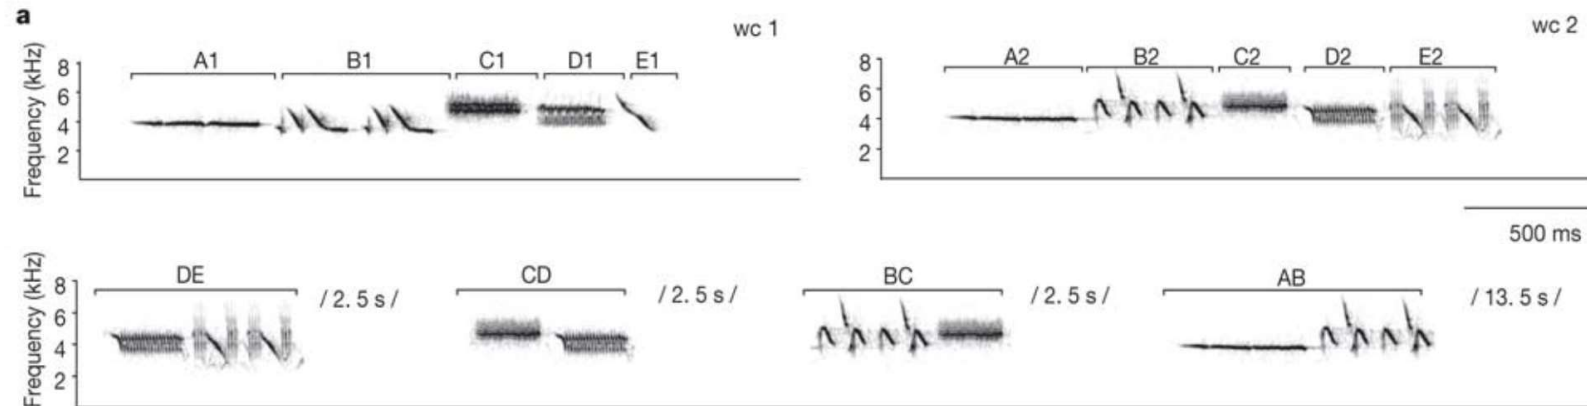 a
wc 1
A1 B1 C1 D1 E1
Frequency (kHz)
8
6
4
2
wc 2
A2 B2 C2 D2 E2
8
6
4
2
500 ms
DE / 2. 5 s / CD / 2. 5 s / BC / 2. 5 s / AB / 13. 5 s /
Frequency (kHz)
8
6
4
2